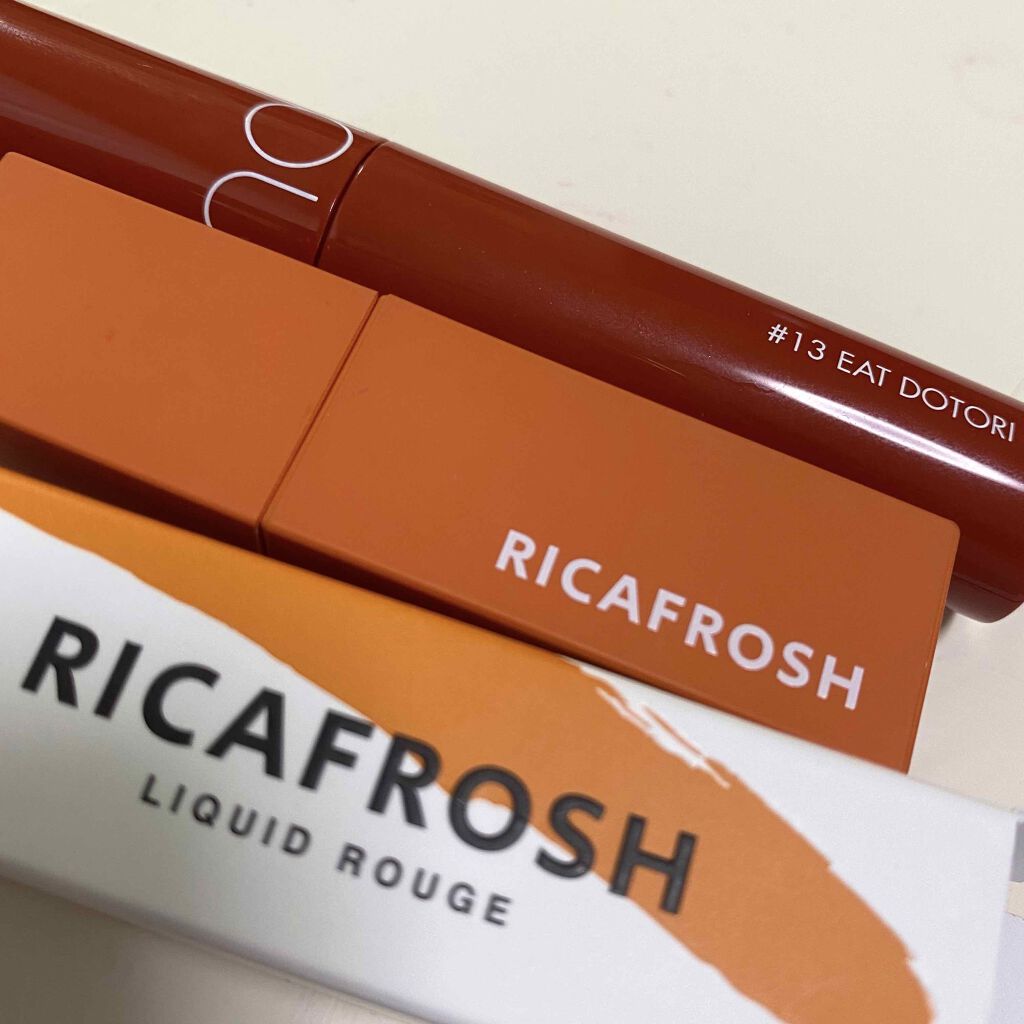 #13 EAT DOTORI
RICAFROSH
RICAFROSH
LIQUID ROUGE